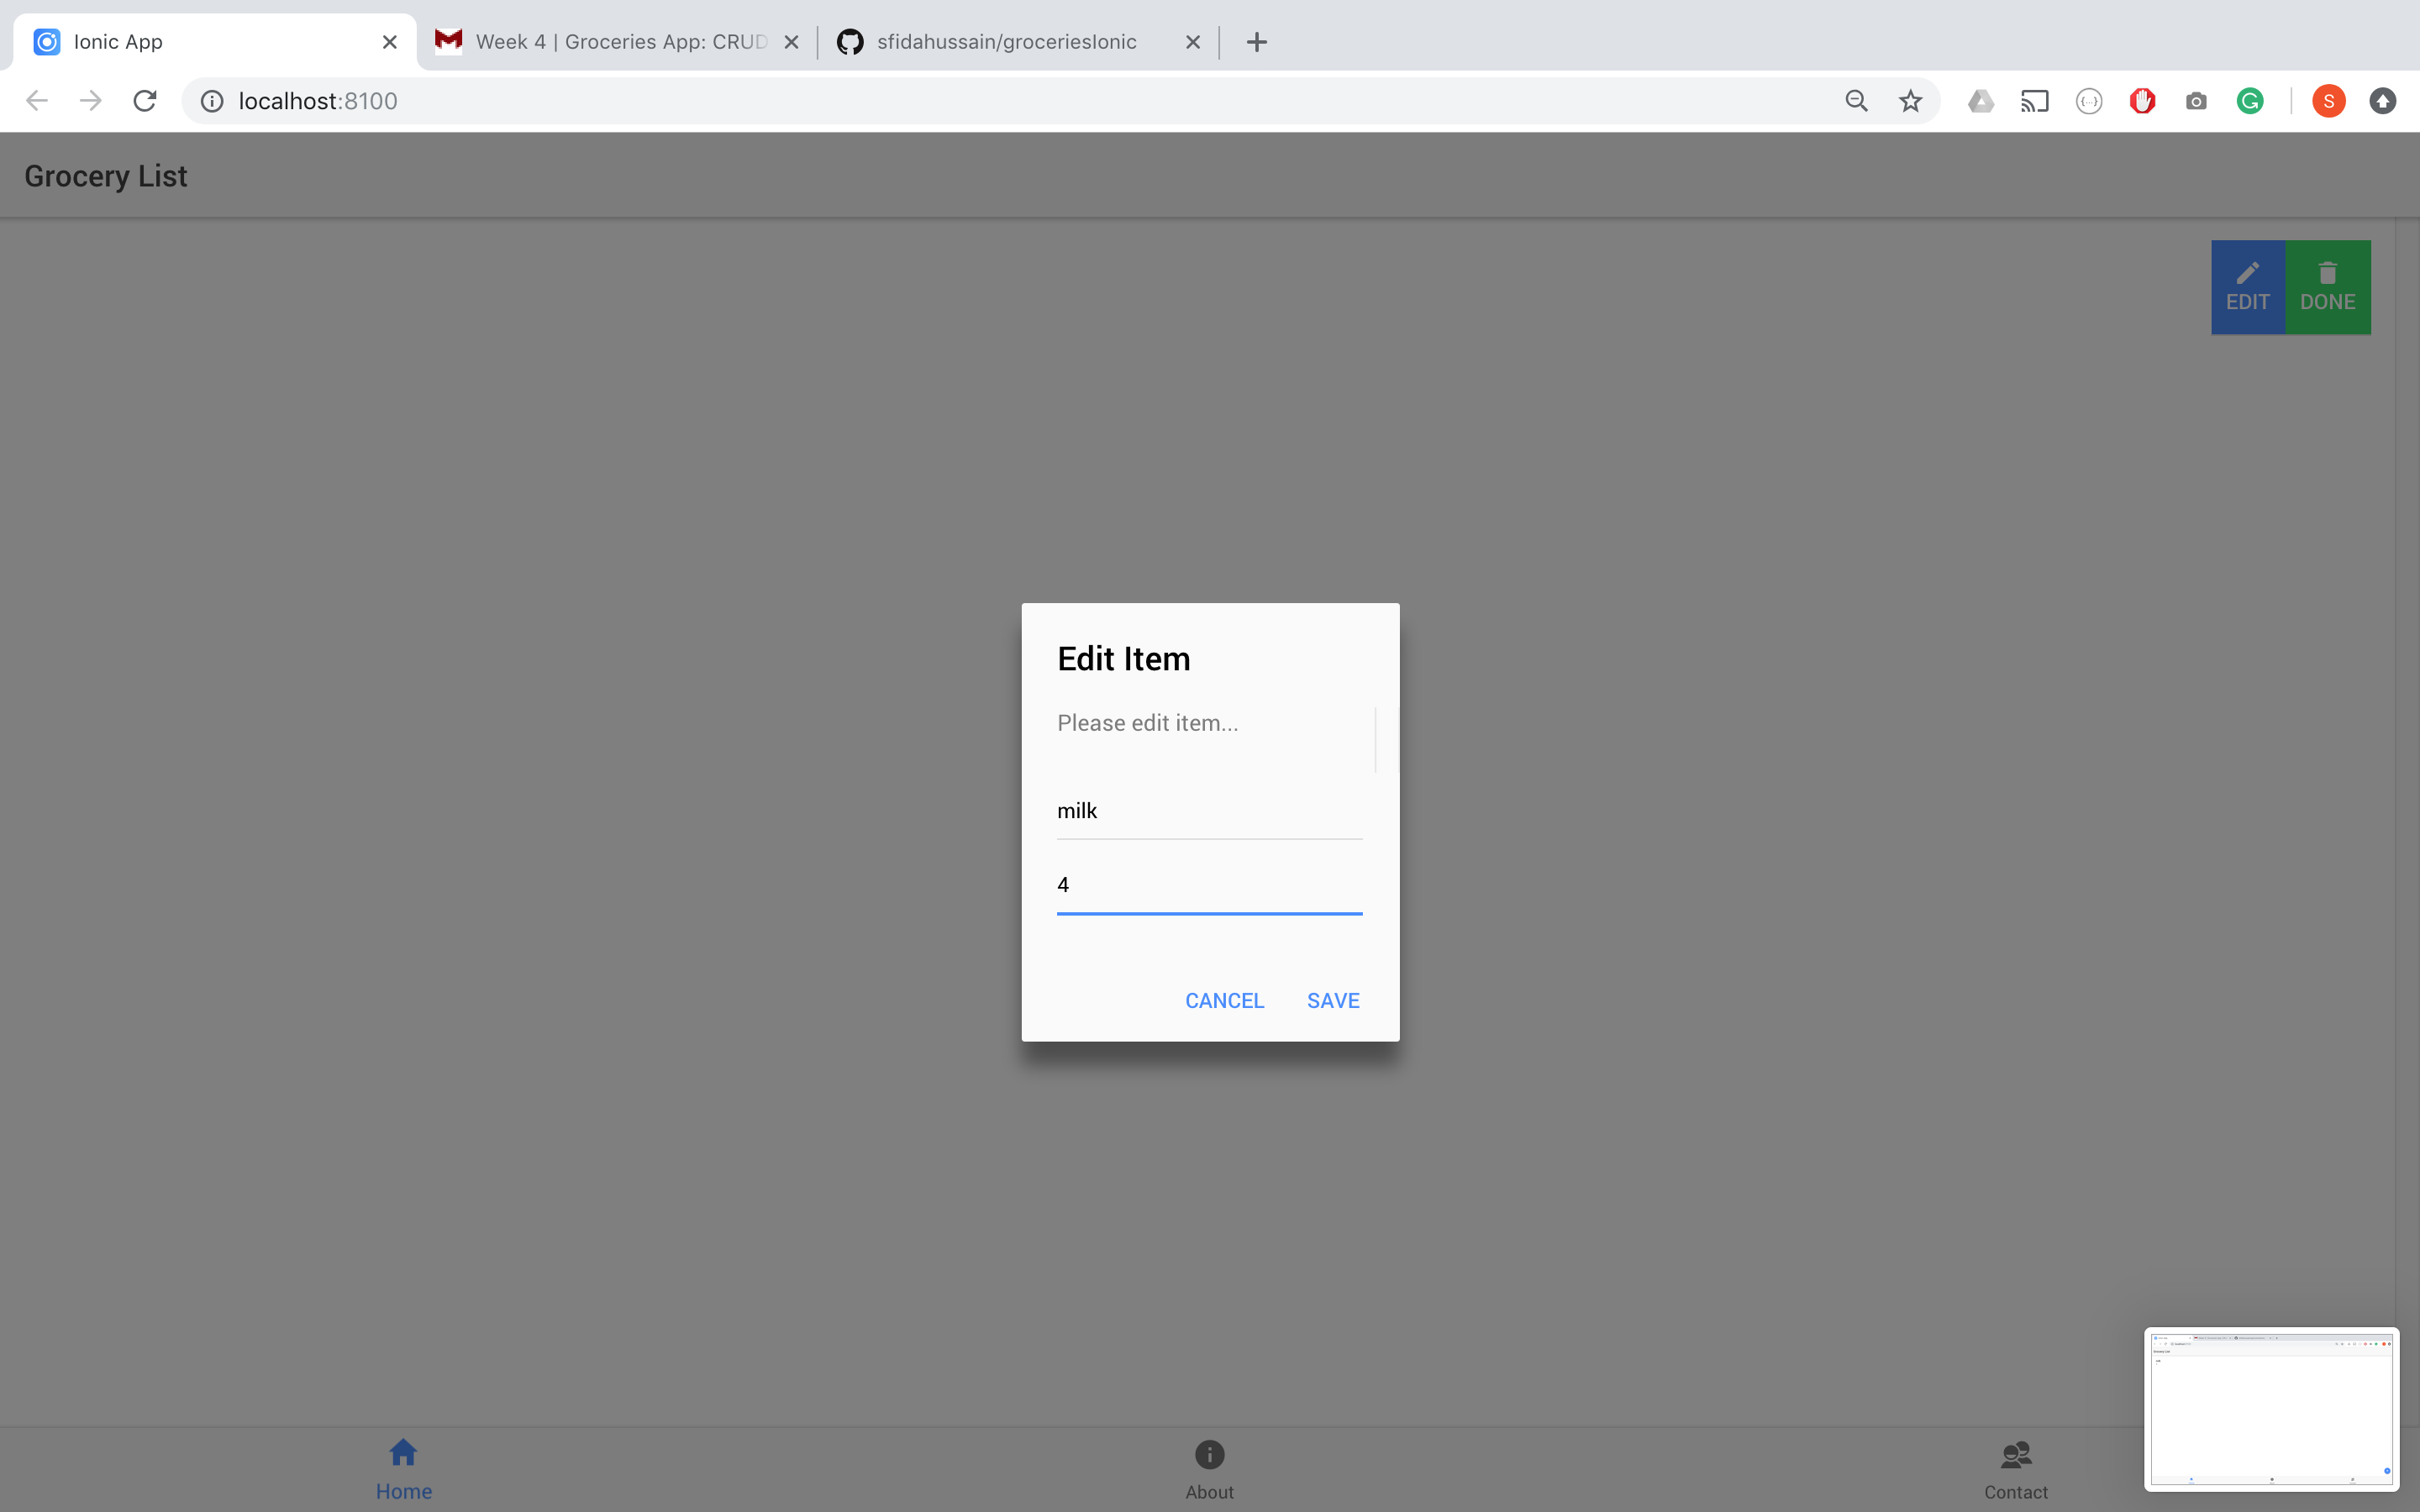 Ionic App
Week 4 | Groceries App: CRUD
sfidahussain/groceriesIonic
localhost:8100
S
Grocery List
EDIT
DONE
Edit Item
Please edit item...
milk
4
CANCEL
SAVE
Home
About
Contact